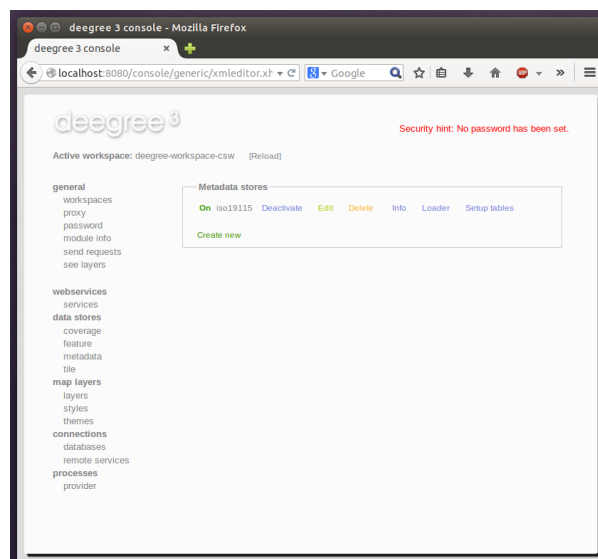 deegree 3 console - Mozilla Firefox
deegree 3 console
localhost:8080/console/generic/xmleditor.xh
Google
ABP
deegree 3
Security hint: No password has been set.
Active workspace: deegree-workspace-csw [Reload]
general
workspaces
proxy
password
module info
send requests
see layers
webservices
services
data stores
coverage
feature
metadata
tile
map layers
layers
styles
themes
connections
databases
remote services
processes
provider
Metadata stores
On iso19115 Deactivate Edit Delete Info Loader Setup tables
Create new